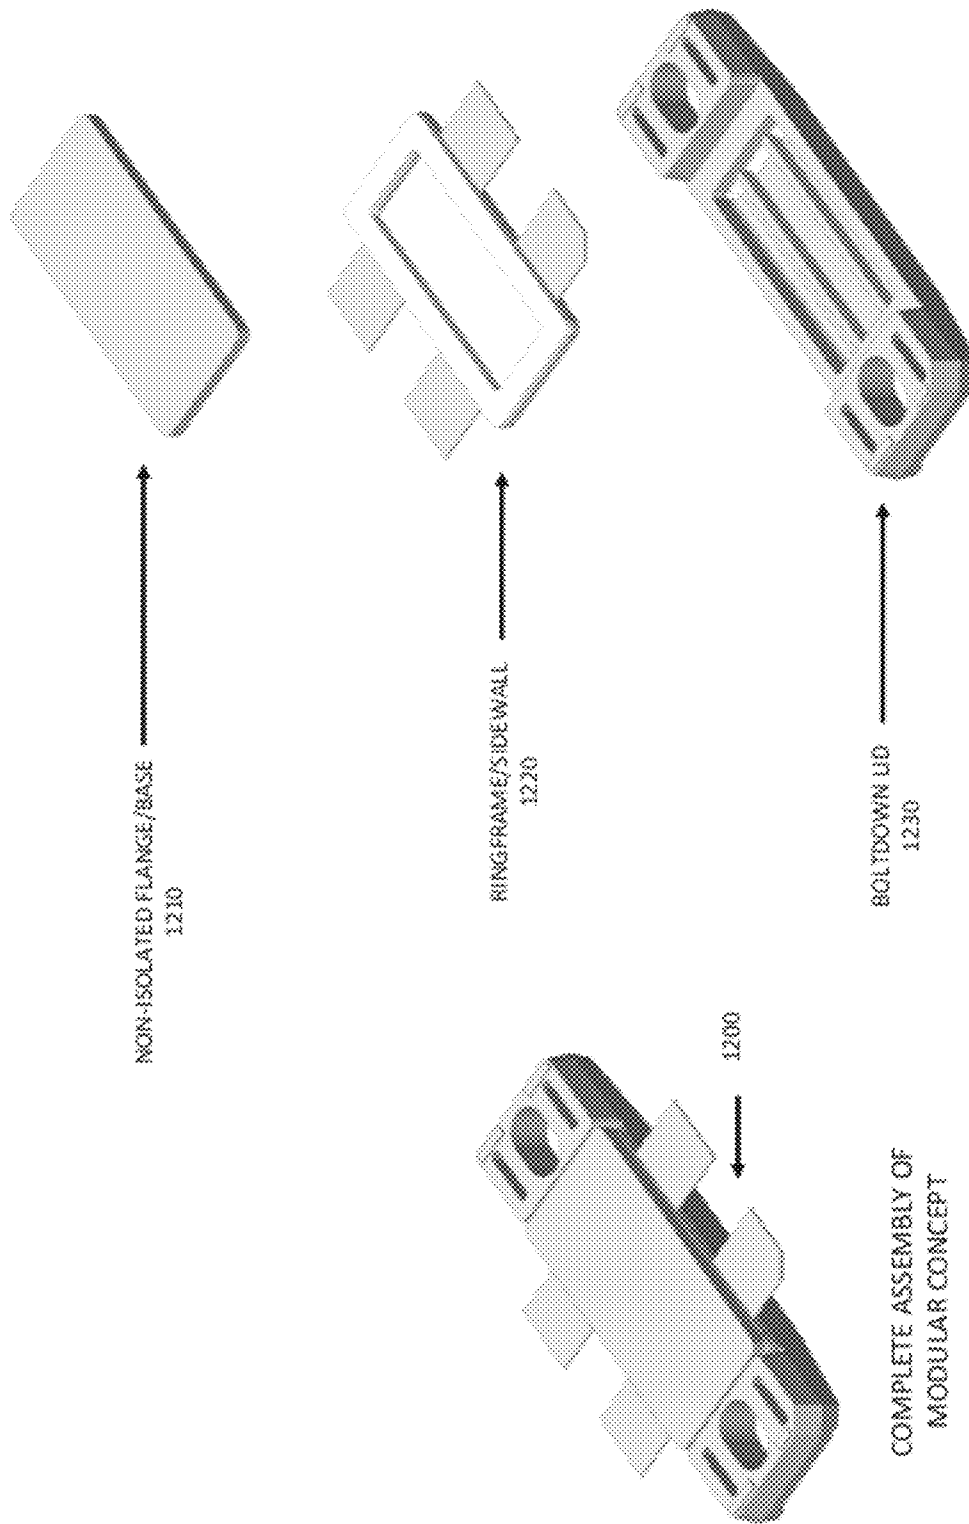 NON-ISOLATED FLANGE/BASE
1210
RINGFRAME/SIDEWALL
1220
BOLTDOWN LID
1230
1200
COMPLETE ASSEMBLY OF
MODULAR CONCEPT